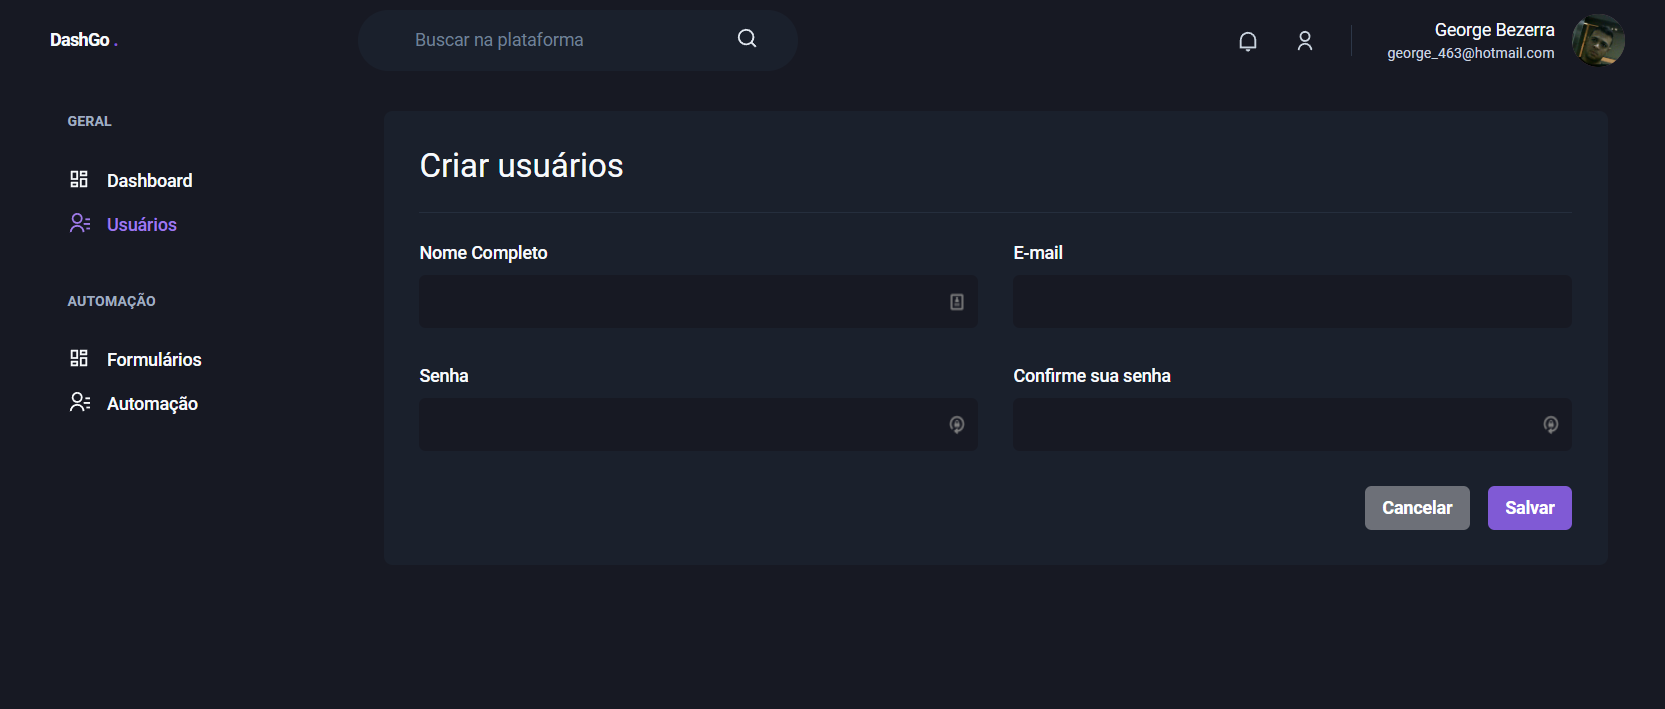 DashGo .
Buscar na plataforma
George Bezerra
george_463@hotmail.com
GERAL
Dashboard
Usuários
AUTOMAÇÃO
Formulários
Automação
Criar usuários
Nome Completo
E-mail
Senha
Confirme sua senha
Cancelar
Salvar